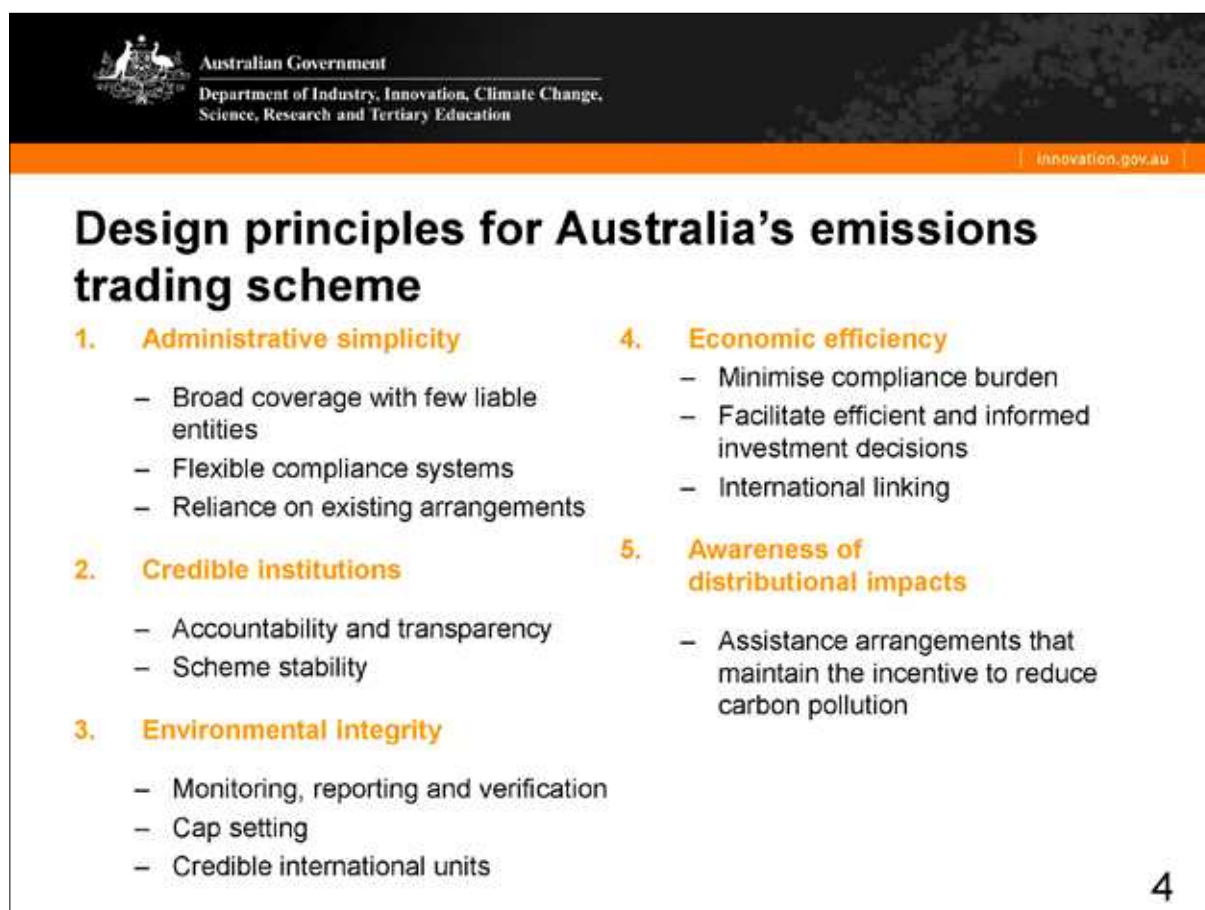 Australian Government
Department of Industry, Innovation, Climate Change,
Science, Research and Tertiary Education
innovation.gov.au
Design principles for Australia's emissions
trading scheme
1. Administrative simplicity
– Broad coverage with few liable
entities
– Flexible compliance systems
– Reliance on existing arrangements
2. Credible institutions
– Accountability and transparency
– Scheme stability
3. Environmental integrity
– Monitoring, reporting and verification
– Cap setting
– Credible international units
4. Economic efficiency
– Minimise compliance burden
– Facilitate efficient and informed
investment decisions
– International linking
5. Awareness of
distributional impacts
– Assistance arrangements that
maintain the incentive to reduce
carbon pollution
4